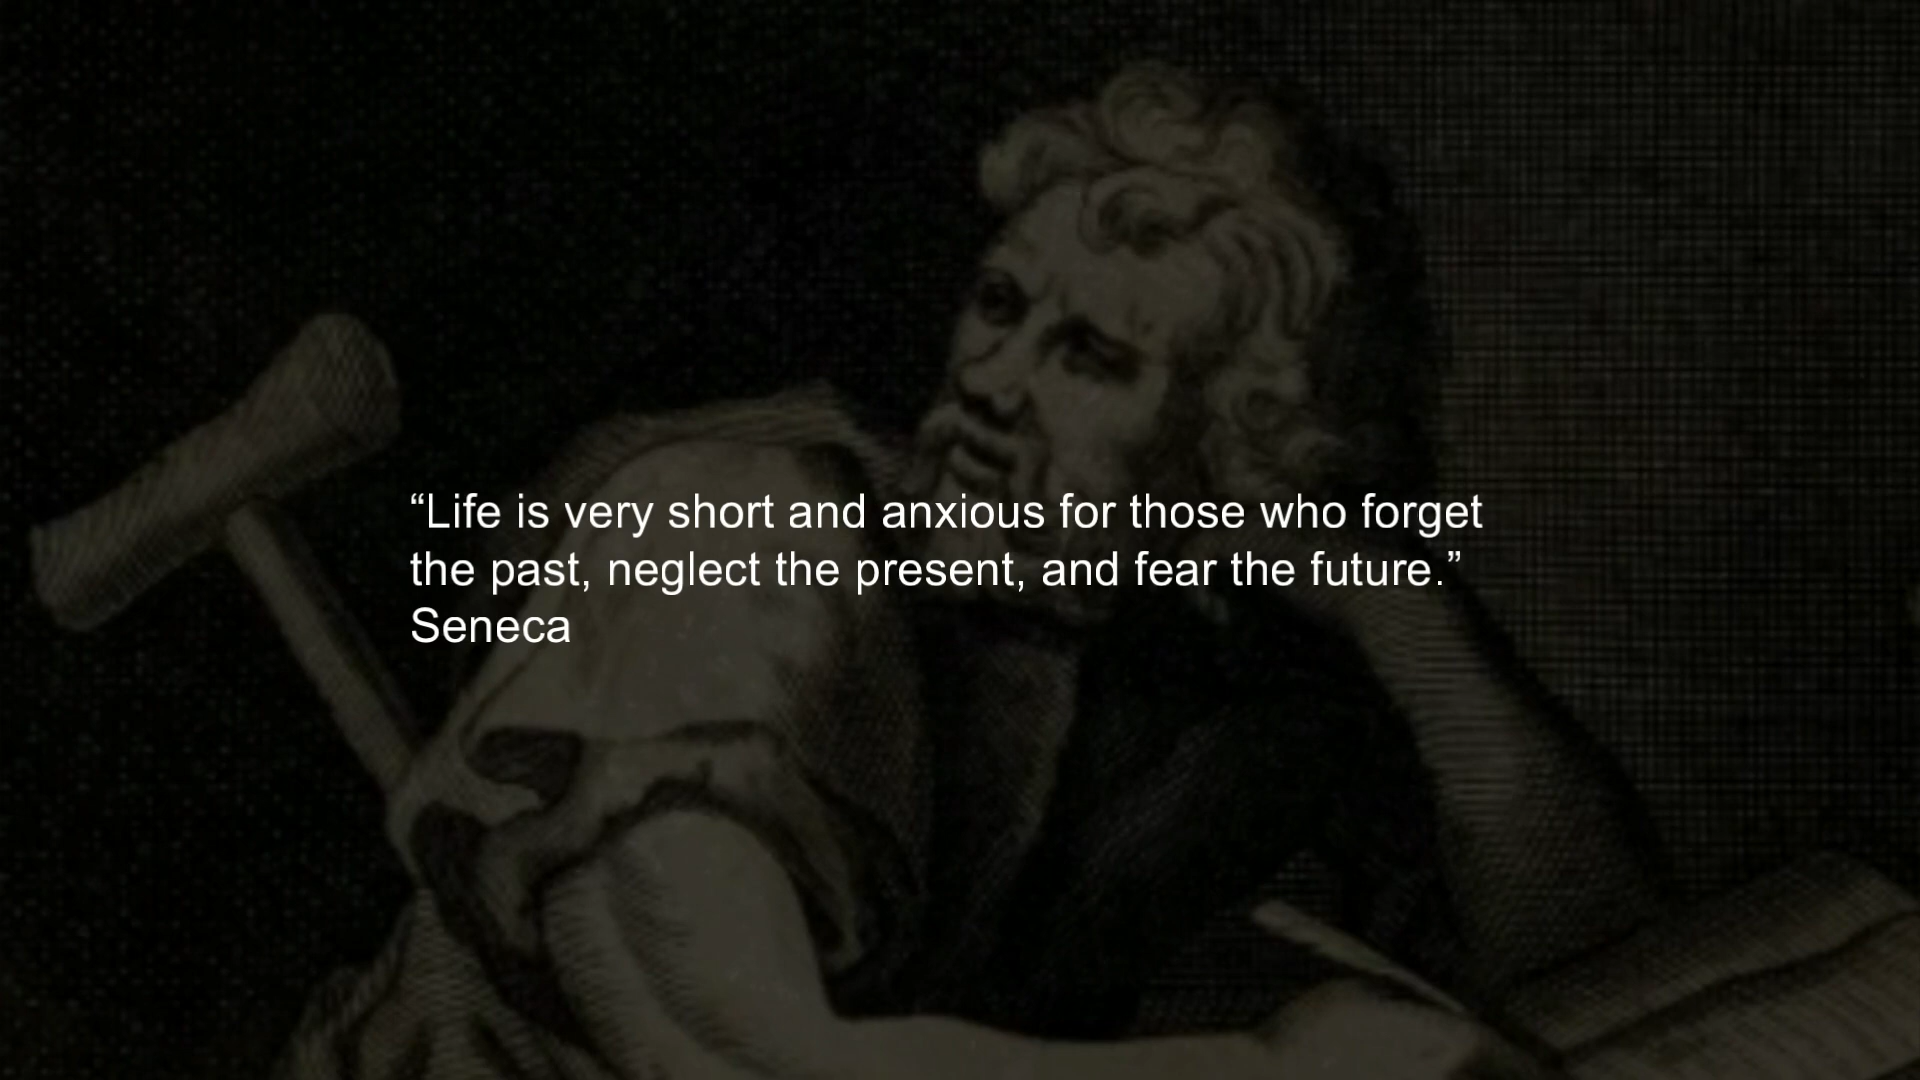 “Life is very short and anxious for those who forget
the past, neglect the present, and fear the future.”
Seneca